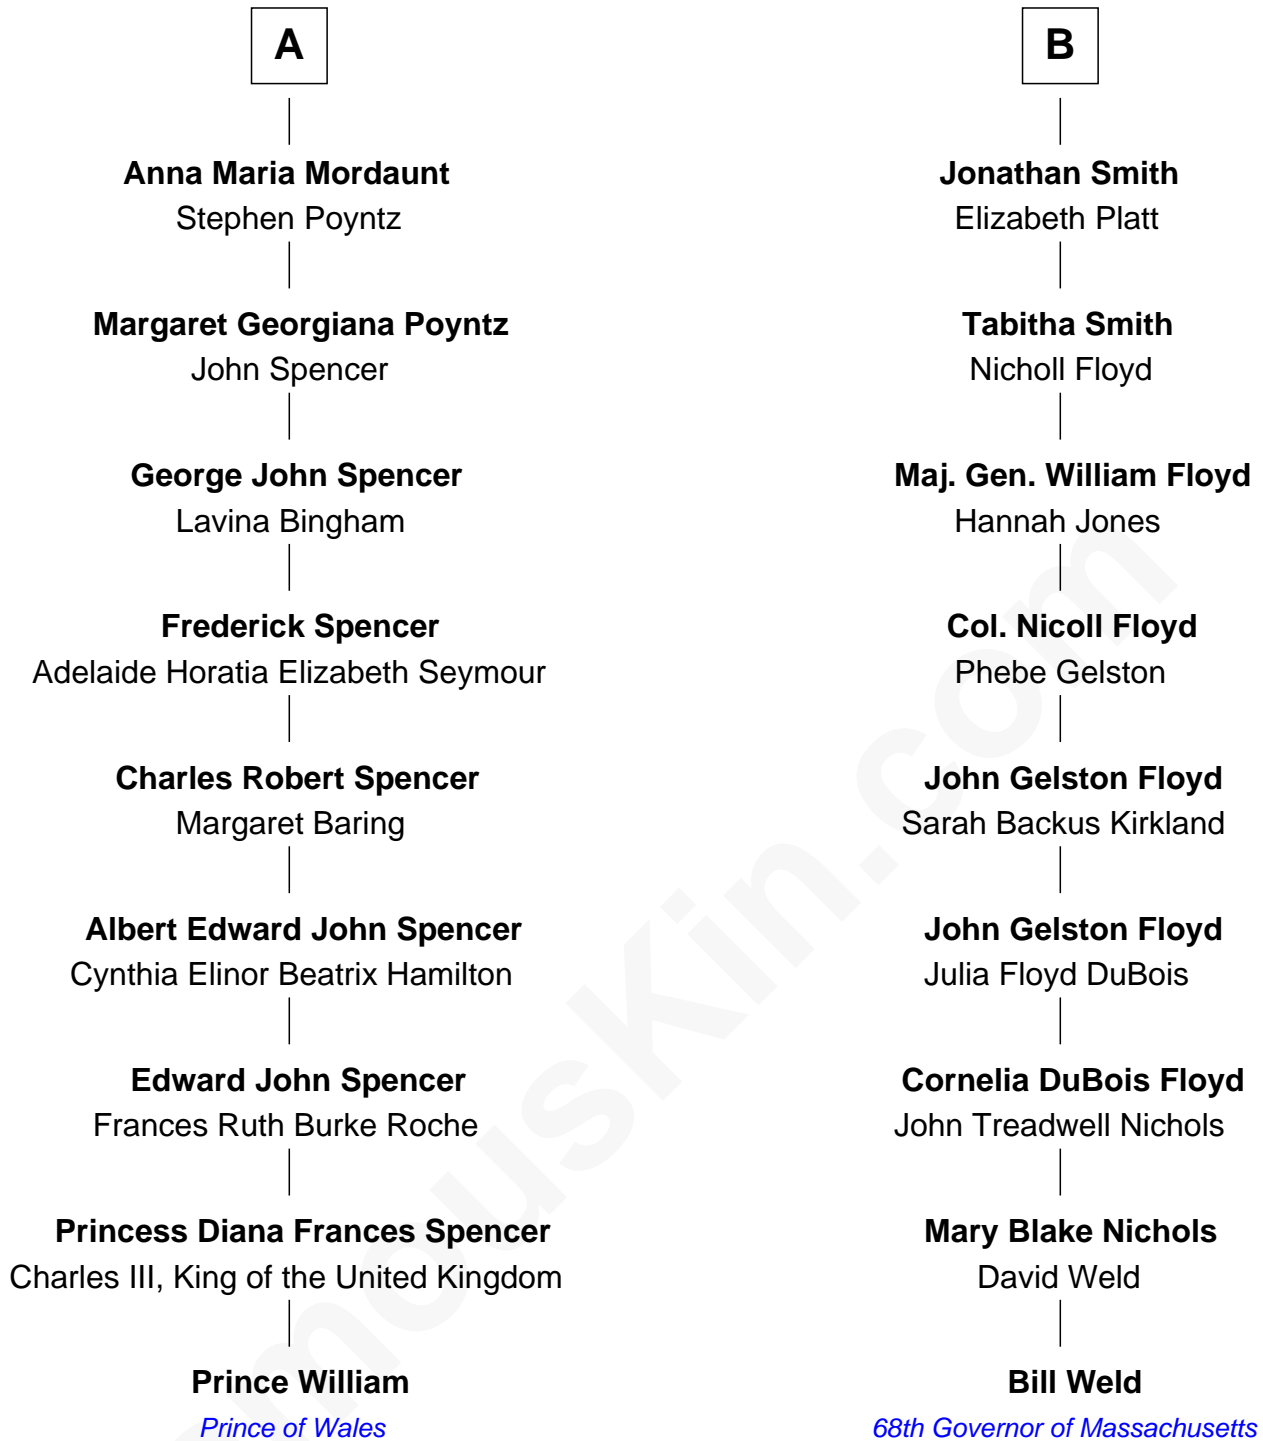 A
Anna Maria Mordaunt
Stephen Poyntz
Margaret Georgiana Poyntz
John Spencer
George John Spencer
Lavina Bingham
Frederick Spencer
Adelaide Horatia Elizabeth Seymour
Charles Robert Spencer
Margaret Baring
Albert Edward John Spencer
Cynthia Elinor Beatrix Hamilton
Edward John Spencer
Frances Ruth Burke Roche
Princess Diana Frances Spencer
Charles III, King of the United Kingdom
Prince William
Prince of Wales
B
Jonathan Smith
Elizabeth Platt
Tabitha Smith
Nicholl Floyd
Maj. Gen. William Floyd
Hannah Jones
Col. Nicoll Floyd
Phebe Gelston
John Gelston Floyd
Sarah Backus Kirkland
John Gelston Floyd
Julia Floyd DuBois
Cornelia DuBois Floyd
John Treadwell Nichols
Mary Blake Nichols
David Weld
Bill Weld
68th Governor of Massachusetts
mousKin.com